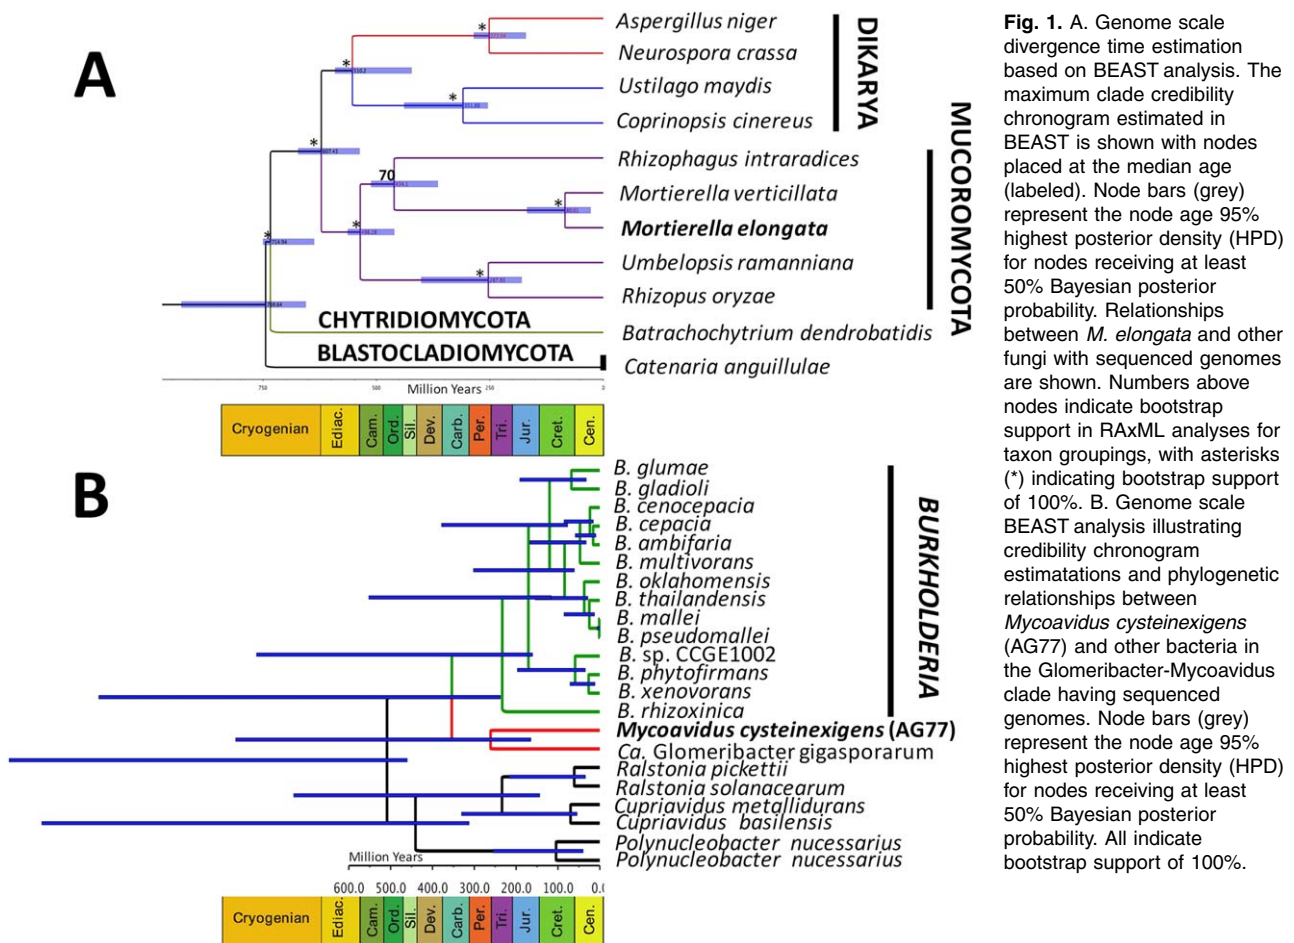 A
Aspergillus niger
Neurospora crassa
Ustilago maydis
Coprinopsis cinereus
Rhizophagus intraradices
Mortierella verticillata
Mortierella elongata
Umbelopsis ramanniana
Rhizopus oryzae
Batrachochytrium dendrobatidis
Catenaria anguillulae
DIKARYA
MUCOROMYCOTA
* * * * 70 * * * *
CHYTRIDIOMYCOTA
BLASTOCLADIOMYCOTA
750 500 250 0
Million Years
Cryogenian Ediac. Cam. Ord. Sil. Dev. Carb. Per. Tri. Jur. Cret. Cen.
B
B. glumae
B. gladioli
B. cenocepacia
B. cepacia
B. ambifaria
B. multivorans
B. oklahomensis
B. thailandensis
B. mallei
B. pseudomallei
B. sp. CCGE1002
B. phytofirmans
B. xenovorans
B. rhizoxinica
Mycoavidus cysteinexigens (AG77)
Ca. Glomeribacter gigasporarum
Ralstonia pickettii
Ralstonia solanacearum
Cupriavidus metallidurans
Cupriavidus basilensis
Polynucleobacter nucessarius
Polynucleobacter nucessarius
BURKHOLDERIA
Million Years
600.0 500.0 400.0 300.0 200.0 100.0 0.
Cryogenian Ediac. Cam. Ord. Sil. Dev. Carb. Per. Tri. Jur. Cret. Cen.
Fig. 1. A. Genome scale
divergence time estimation
based on BEAST analysis. The
maximum clade credibility
chronogram estimated in
BEAST is shown with nodes
placed at the median age
(labeled). Node bars (grey)
represent the node age 95%
highest posterior density (HPD)
for nodes receiving at least
50% Bayesian posterior
probability. Relationships
between M. elongata and other
fungi with sequenced genomes
are shown. Numbers above
nodes indicate bootstrap
support in RAxML analyses for
taxon groupings, with asterisks
(*) indicating bootstrap support
of 100%. B. Genome scale
BEAST analysis illustrating
credibility chronogram
estimatations and phylogenetic
relationships between
Mycoavidus cysteinexigens
(AG77) and other bacteria in
the Glomeribacter-Mycoavidus
clade having sequenced
genomes. Node bars (grey)
represent the node age 95%
highest posterior density (HPD)
for nodes receiving at least
50% Bayesian posterior
probability. All indicate
bootstrap support of 100%.